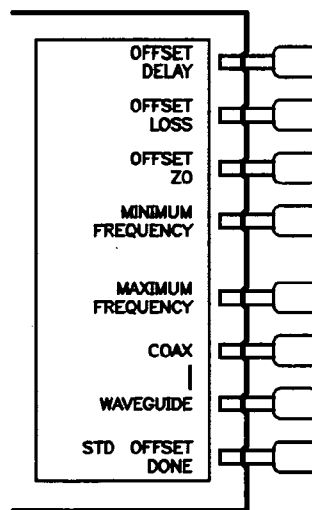 OFFSET
DELAY
OFFSET
LOSS
OFFSET
ZO
MINIMUM
FREQUENCY
MAXIMUM
FREQUENCY
COAX
WAVEGUIDE
STD OFFSET
DONE